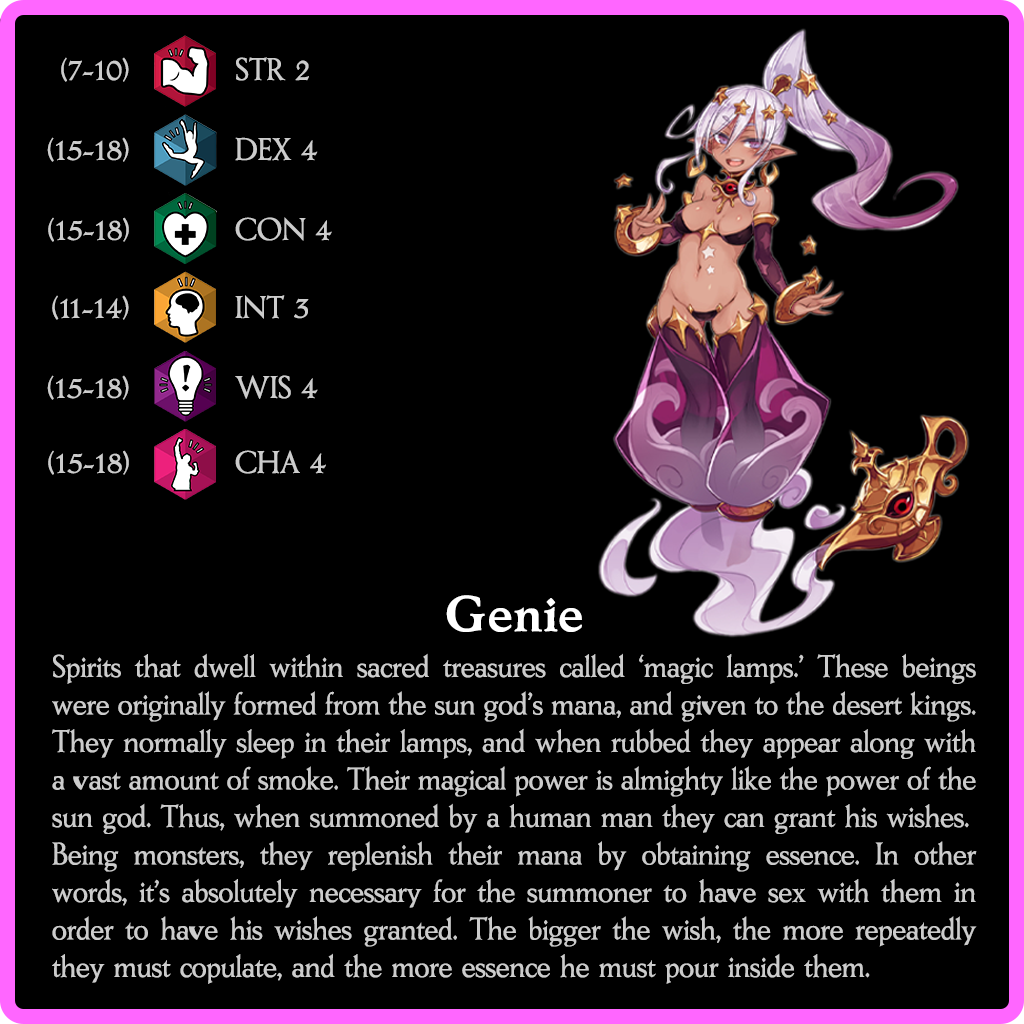 (7-10) STR 2
(15-18) DEX 4
(15-18) CON 4
(11-14) INT 3
(15-18) WIS 4
(15-18) CHA 4
Genie
Spirits that dwell within sacred treasures called ‘magic lamps.’ These beings
were originally formed from the sun god’s mana, and given to the desert kings.
They normally sleep in their lamps, and when rubbed they appear along with
a vast amount of smoke. Their magical power is almighty like the power of the
sun god. Thus, when summoned by a human man they can grant his wishes.
Being monsters, they replenish their mana by obtaining essence. In other
words, it’s absolutely necessary for the summoner to have sex with them in
order to have his wishes granted. The bigger the wish, the more repeatedly
they must copulate, and the more essence he must pour inside them.